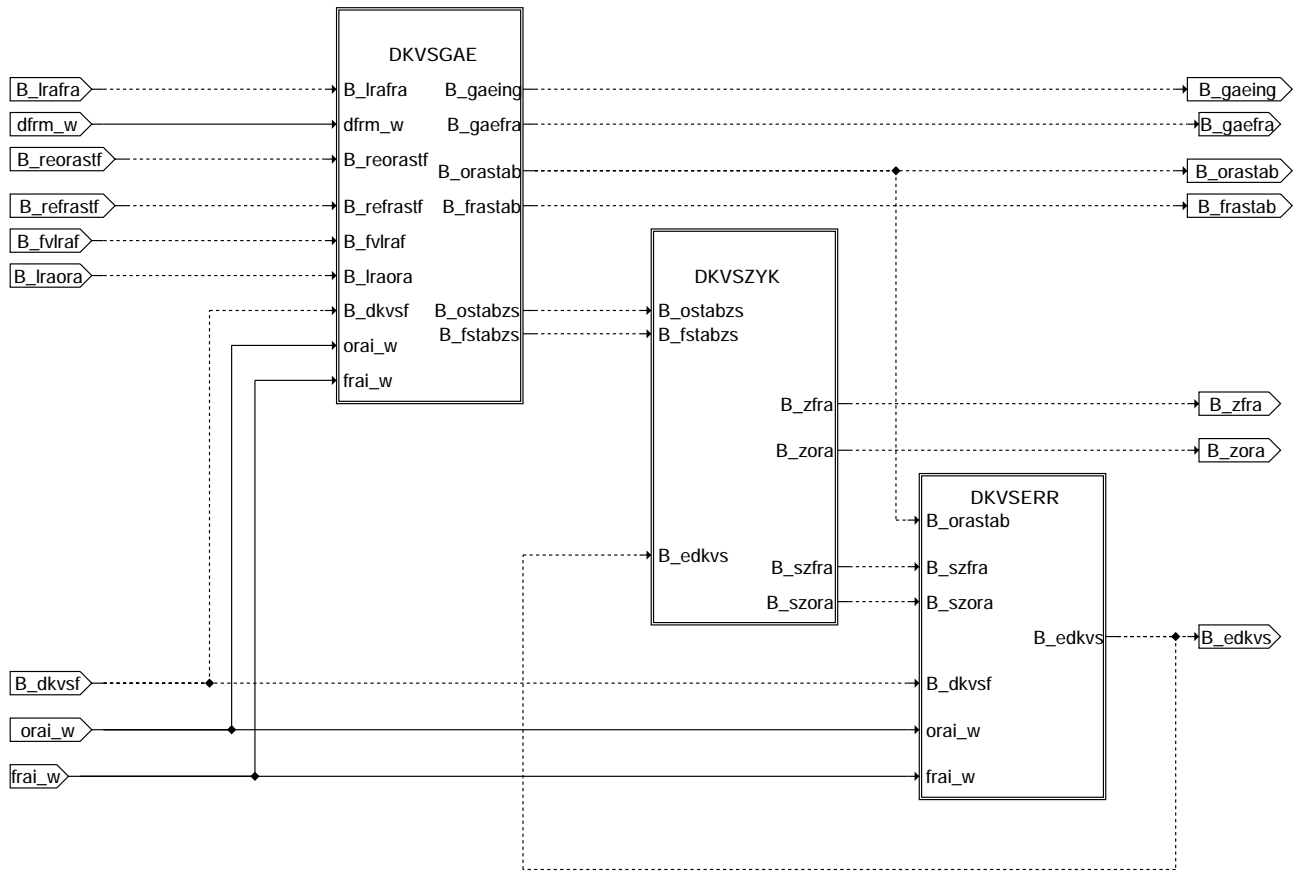 DKVSGAE
B_lrafra
B_lrafra
B_gaeing
B_gaeing
dfrm_w
dfrm_w
B_gaefra
B_gaefra
B_reorastf
B_reorastf
B_orastab
B_orastab
B_refrastf
B_refrastf
B_frastab
B_frastab
B_fvlraf
B_fvlraf
B_lraora
B_lraora
DKVSZYK
B_dkvsf
B_ostabzs
B_ostabzs
B_fstabzs
B_fstabzs
orai_w
frai_w
B_zfra
B_zfra
B_zora
B_zora
DKVSERR
B_orastab
B_edkvs
B_szfra
B_szfra
B_szora
B_szora
B_edkvs
B_edkvs
B_dkvsf
B_dkvsf
orai_w
orai_w
frai_w
frai_w